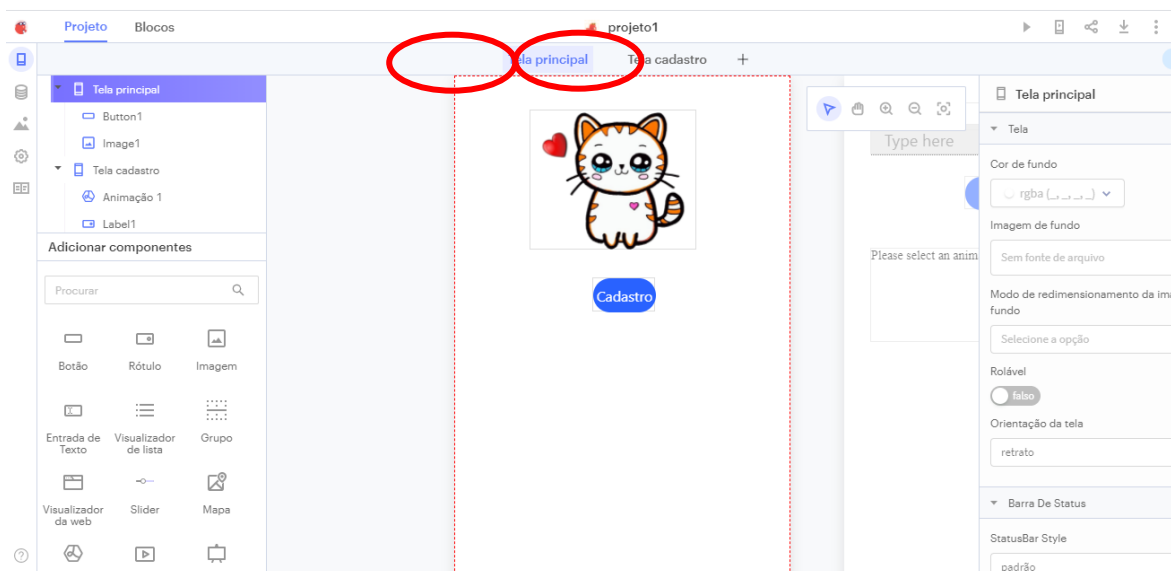 Projeto
Blocos
projeto1
Tela principal
Tela cadastro
+
Tela principal
Button1
Image1
Tela cadastro
Animação 1
Label1
Adicionar componentes
Procurar
Botão
Rótulo
Imagem
Entrada de
Texto
Visualizador
de lista
Grupo
Visualizador
da web
Slider
Mapa
Cadastro
Type here
Please select an anim
Tela principal
Tela
Cor de fundo
rgba (_, _, _, _)
Imagem de fundo
Sem fonte de arquivo
Modo de redimensionamento da im
fundo
Selecione a opção
Rolável
falso
Orientação da tela
retrato
Barra De Status
StatusBar Style
padrão